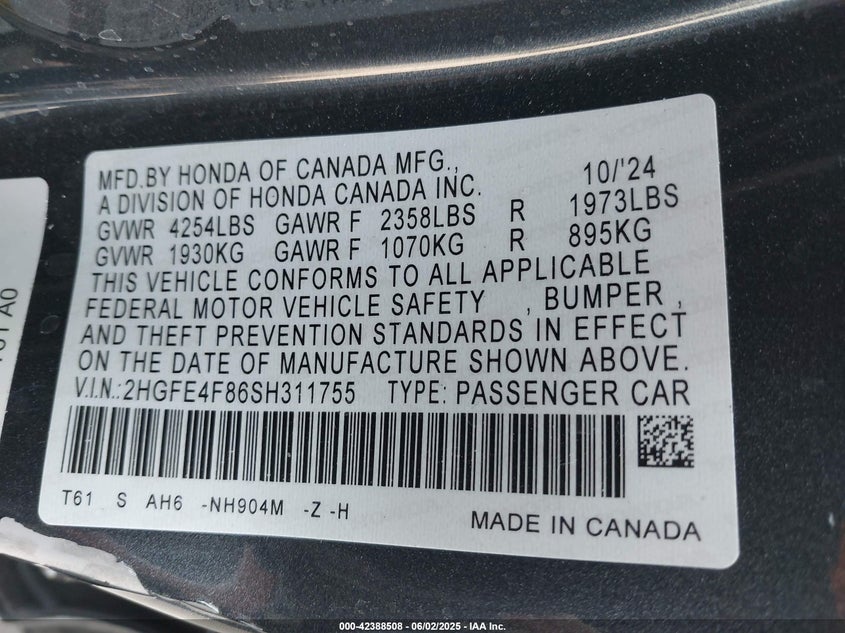 MFD.BY HONDA OF CANADA MFG., 10/'24
A DIVISION OF HONDA CANADA INC.
GVWR 4254LBS GAWR F 2358LBS R 1973LBS
GVWR 1930KG GAWR F 1070KG R 895KG
THIS VEHICLE CONFORMS TO ALL APPLICABLE
FEDERAL MOTOR VEHICLE SAFETY , BUMPER ,
AND THEFT PREVENTION STANDARDS IN EFFECT
ON THE DATE OF MANUFACTURE SHOWN ABOVE.
V.I.N.: 2HGFE4F86SH311755 TYPE: PASSENGER CAR
T61 S AH6 -NH904M -Z -H
MADE IN CANADA
000-42388508 - 06/02/2025 - IAA Inc.